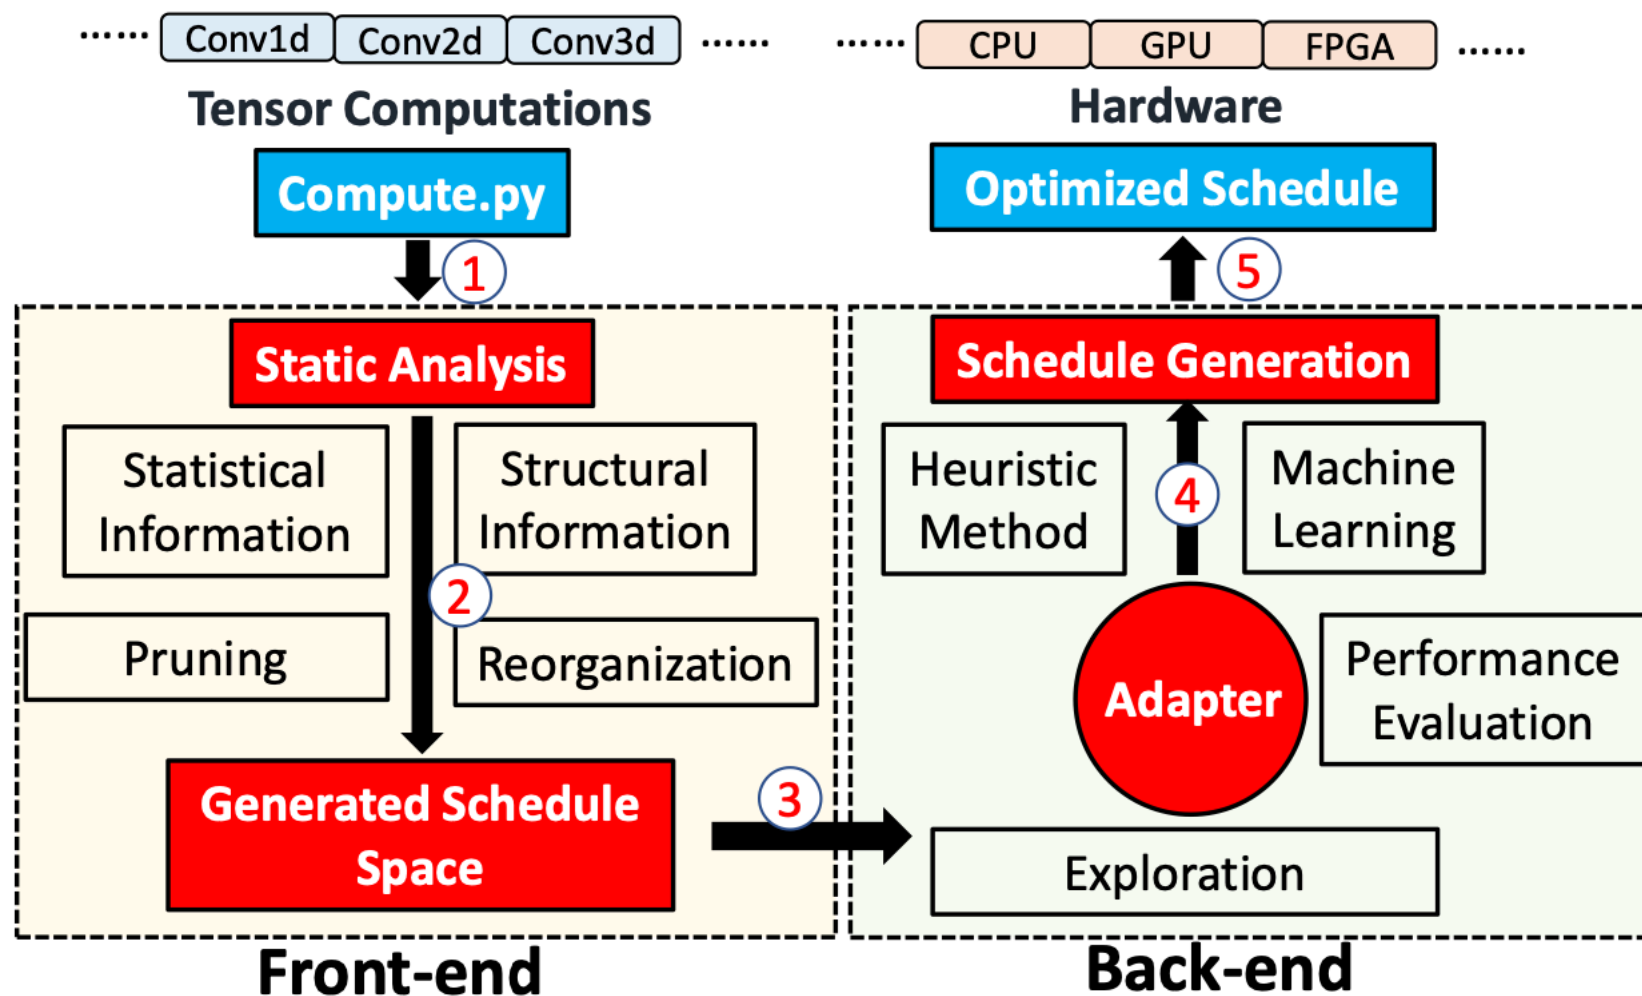 ...... Conv1d Conv2d Conv3d ......
Tensor Computations
Compute.py
1
Static Analysis
Statistical
Information
Structural
Information
2
Pruning
Reorganization
Generated Schedule
Space
3
Front-end
...... CPU GPU FPGA ......
Hardware
Optimized Schedule
5
Schedule Generation
Heuristic
Method
4
Machine
Learning
Adapter
Performance
Evaluation
Exploration
Back-end